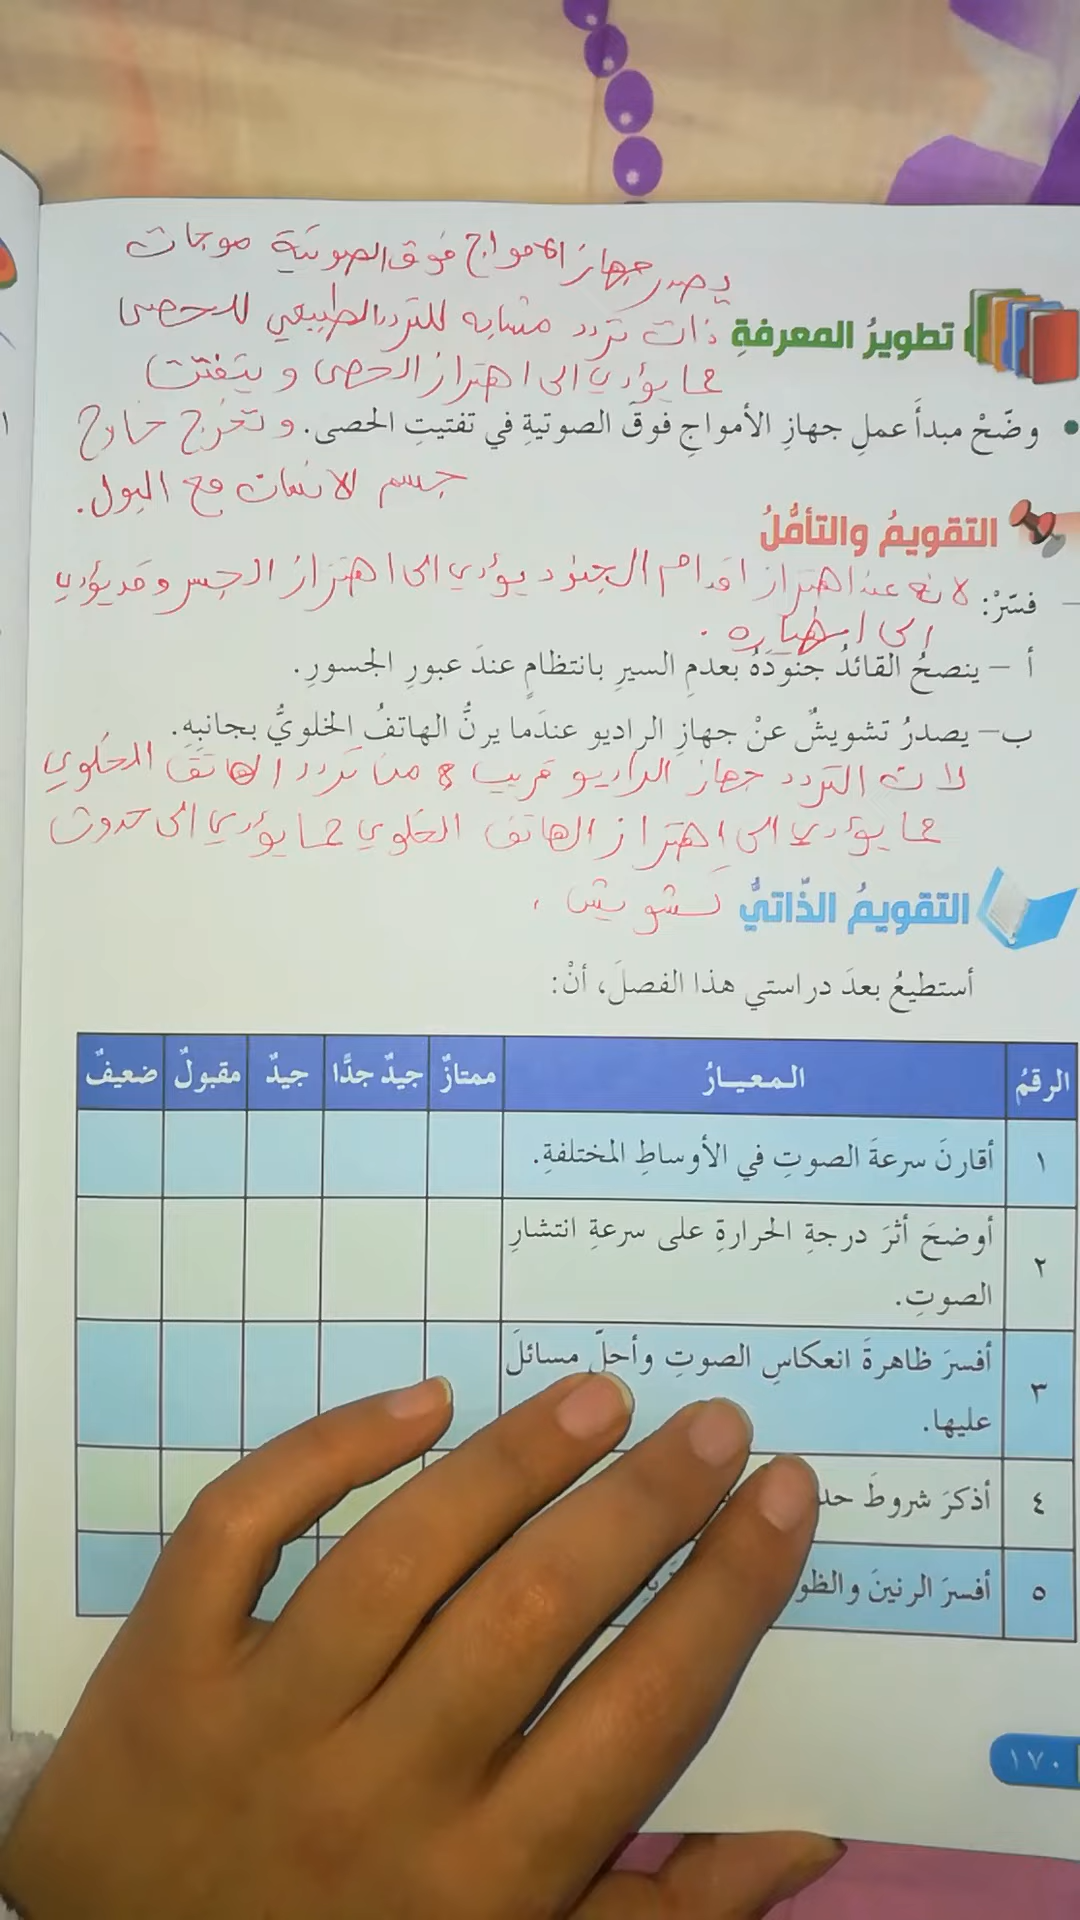 يصدر جهاز الامواج فوق الصوتية موجات
ذات تردد مشابه للتردد الطبيعي للحصى
تطويرُ المعرفةِ
مما يؤدي الى اهتزاز الحصى و يتفتت
• وضّحْ مبدأَ عملِ جهازِ الأمواجِ فوقَ الصوتيةِ في تفتيتِ الحصى. و تخرج خارج
جسم الانسان مع البول.
التقويمُ والتأمُّلُ
لانه عند اهتزاز اقدام الجنود يؤدي الى اهتزاز الجسر وقد يؤدي
– فسّرْ:
الى انهياره.
أ – ينصحُ القائدُ جنودَهُ بعدمِ السيرِ بانتظامٍ عندَ عبورِ الجسورِ.
ب– يصدرُ تشويشٌ عنْ جهازِ الراديو عندَما يرنُّ الهاتفُ الخلويُّ بجانبِهِ.
لان التردد جهاز الراديو قريب من تردد الهاتف الخلوي
مما يؤدي الى اهتزاز الهاتف الخلوي مما يؤدي الى حدوث
تشويش.
التقويمُ الذّاتيُّ
أستطيعُ بعدَ دراستي هذا الفصلَ، أنْ:
الرقمُ المعيارُ ممتازٌ جيدٌ جدًّا جيدٌ مقبولٌ ضعيفٌ
١ أقارنَ سرعةَ الصوتِ في الأوساطِ المختلفةِ.
٢ أوضحَ أثرَ درجةِ الحرارةِ على سرعةِ انتشارِ
الصوتِ.
٣ أفسرَ ظاهرةَ انعكاسِ الصوتِ وأحلّ مسائلَ
عليها.
٤ أذكرَ شروطَ
٥ أفسرَ الرنينَ
١٧٠